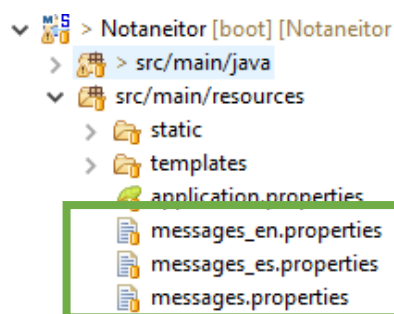 > Notaneitor [boot] [Notaneitor
> src/main/java
src/main/resources
static
templates
application.properties
messages_en.properties
messages_es.properties
messages.properties